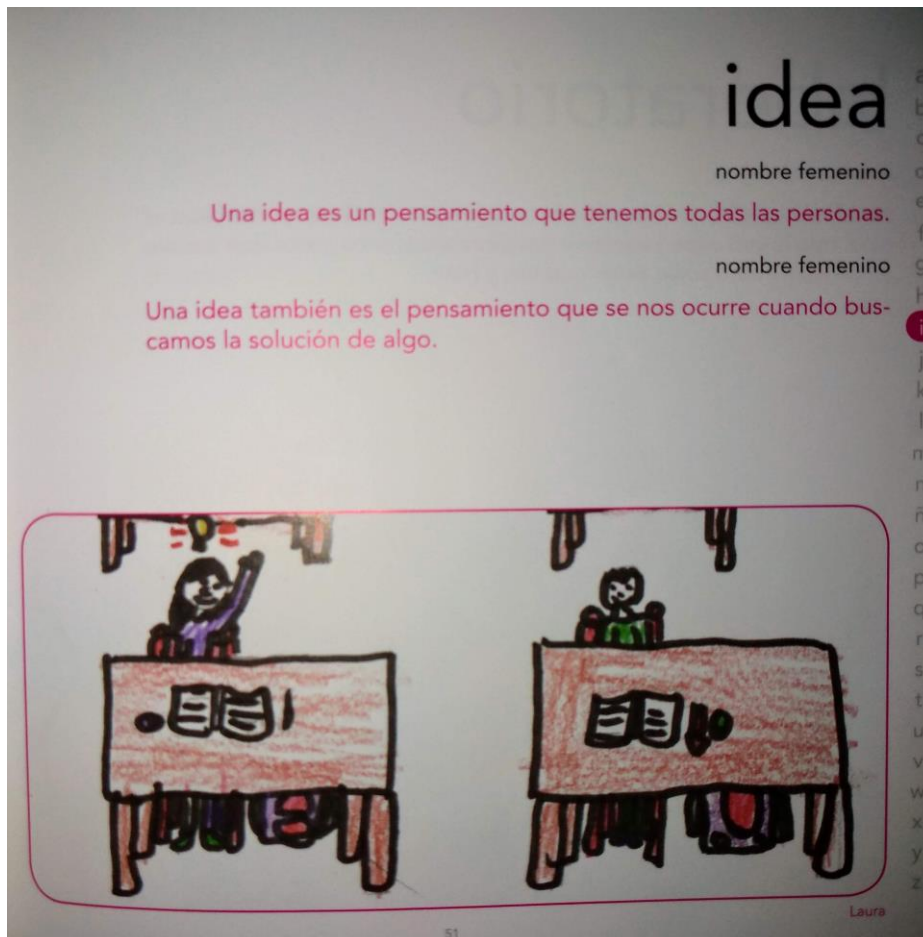 idea
nombre femenino
Una idea es un pensamiento que tenemos todas las personas.
nombre femenino
Una idea también es el pensamiento que se nos ocurre cuando bus-
camos la solución de algo.
i
Laura
51